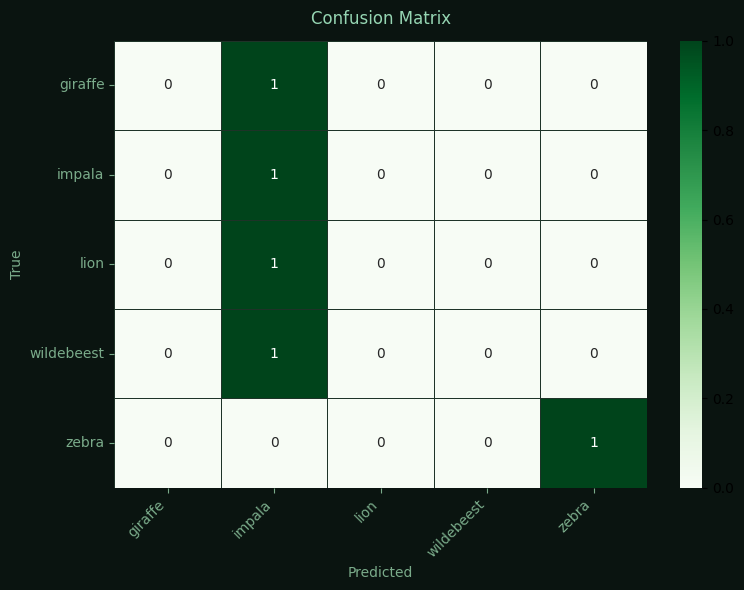 Confusion Matrix
giraffe 0 1 0 0 0
impala 0 1 0 0 0
lion 0 1 0 0 0
wildebeest 0 1 0 0 0
zebra 0 0 0 0 1
True
giraffe impala lion wildebeest zebra
Predicted
1.0
0.8
0.6
0.4
0.2
0.0